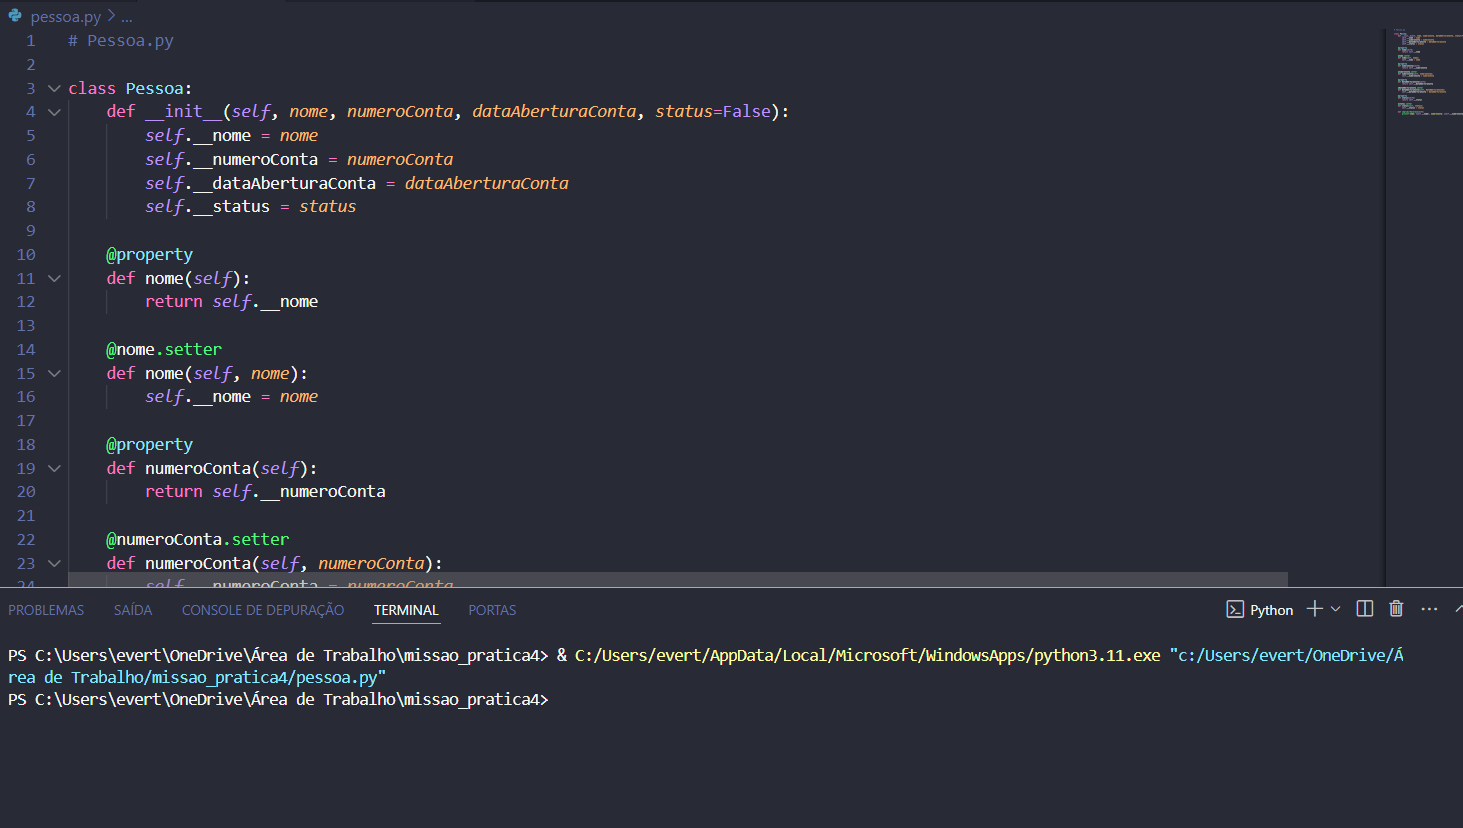 pescoa.py > ...
1 # Pessoa.py
2
3 class Pessoa:
4 def __init__(self, nome, numeroConta, dataAberturaConta, status=False):
5 self.__nome = nome
6 self.__numeroConta = numeroConta
7 self.__dataAberturaConta = dataAberturaConta
8 self.__status = status
9
10 @property
11 def nome(self):
12 return self.__nome
13
14 @nome.setter
15 def nome(self, nome):
16 self.__nome = nome
17
18 @property
19 def numeroConta(self):
20 return self.__numeroConta
21
22 @numeroConta.setter
23 def numeroConta(self, numeroConta):
24 self.__numeroConta = numeroConta
PROBLEMAS SAÍDA CONSOLE DE DEPURAÇÃO TERMINAL PORTAS Python
PS C:\Users\evert\OneDrive\Área de Trabalho\missao_pratica4> & C:/Users/evert/AppData/Local/Microsoft/WindowsApps/python3.11.exe "c:/Users/evert/OneDrive/Á
rea de Trabalho/missao_pratica4/pessoa.py"
PS C:\Users\evert\OneDrive\Área de Trabalho\missao_pratica4>